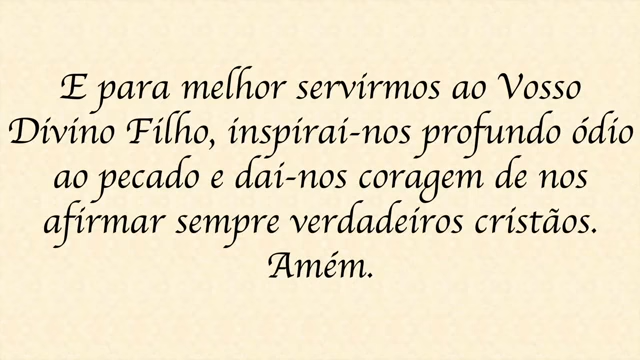 E para melhor servirmos ao Vosso
Divino Filho, inspirai-nos profundo ódio
ao pecado e dai-nos coragem de nos
afirmar sempre verdadeiros cristãos.
Amém.